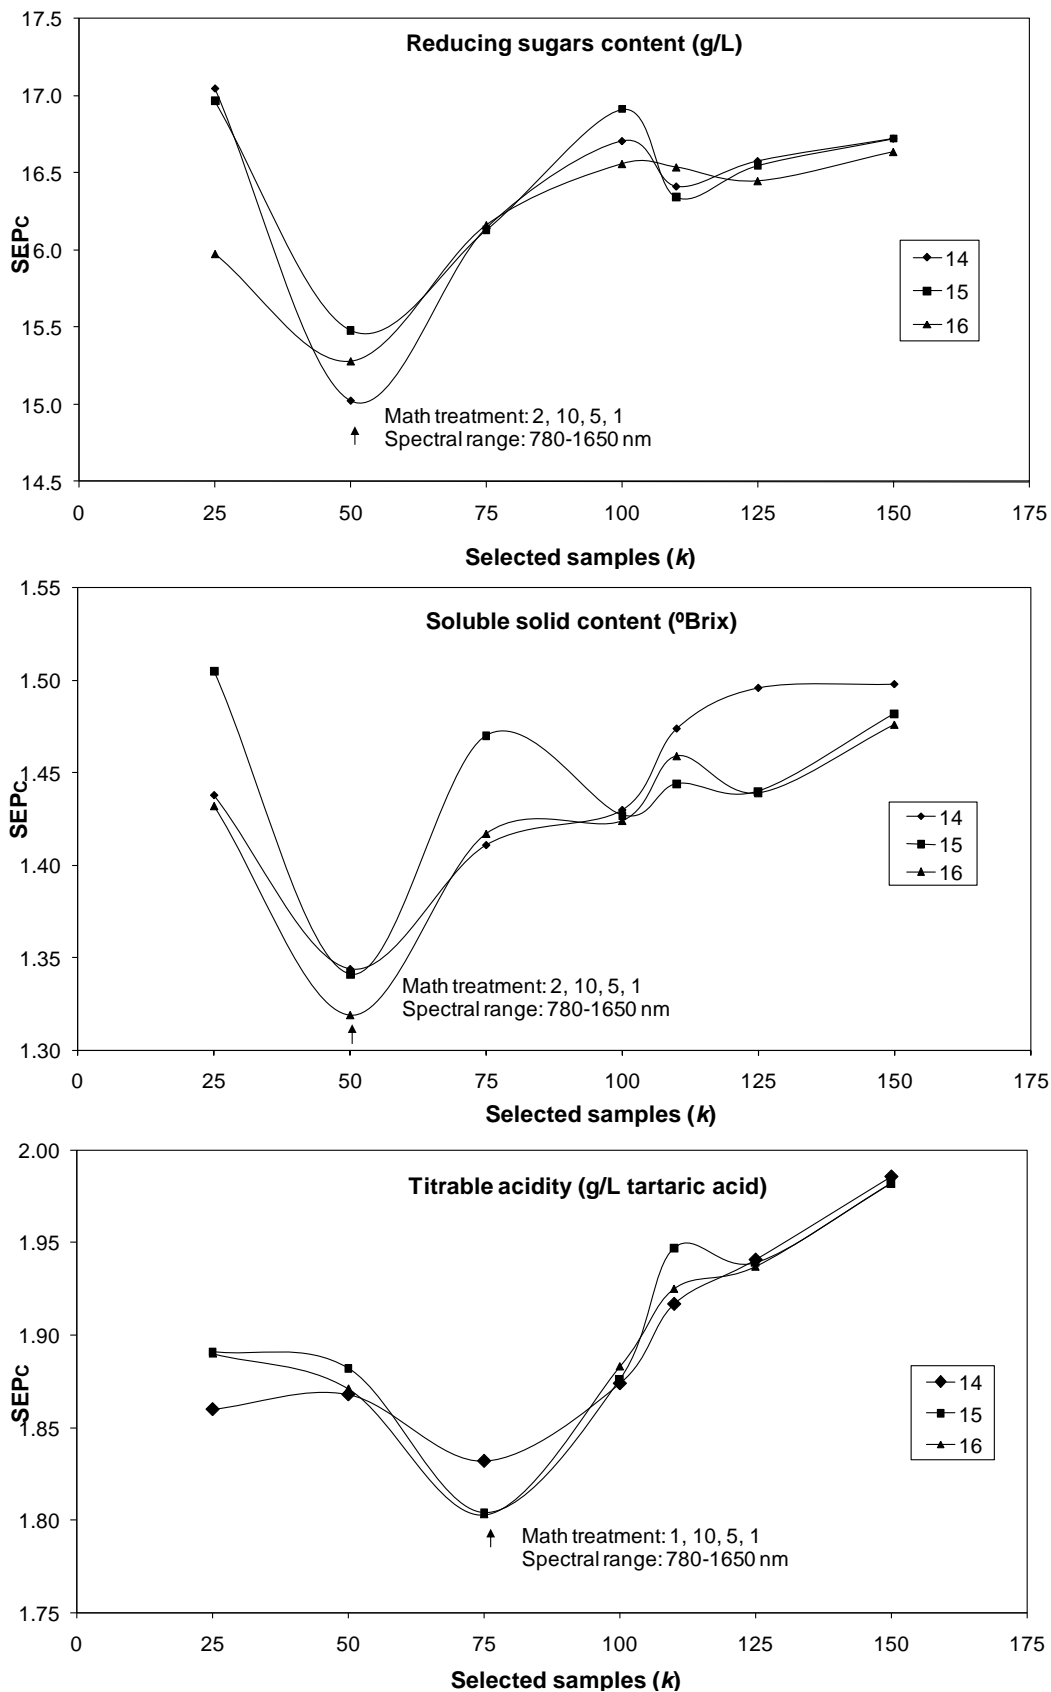 Reducing sugars content (g/L)
17.5
17.0
16.5
16.0
15.5
15.0
14.5
SEPc
14
15
16
Math treatment: 2, 10, 5, 1
Spectral range: 780-1650 nm
0 25 50 75 100 125 150 175
Selected samples (k)
Soluble solid content (ºBrix)
1.55
1.50
1.45
1.40
1.35
1.30
SEPc
14
15
16
Math treatment: 2, 10, 5, 1
Spectral range: 780-1650 nm
0 25 50 75 100 125 150 175
Selected samples (k)
Titrable acidity (g/L tartaric acid)
2.00
1.95
1.90
1.85
1.80
1.75
SEPc
14
15
16
Math treatment: 1, 10, 5, 1
Spectral range: 780-1650 nm
0 25 50 75 100 125 150 175
Selected samples (k)